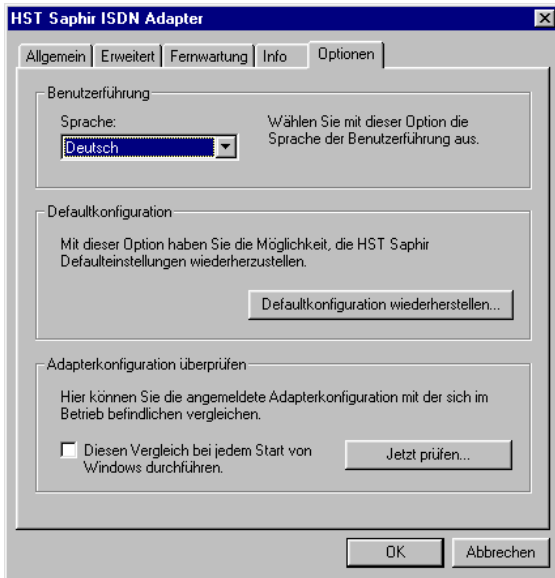 HST Saphir ISDN Adapter
Allgemein Erweitert Fernwartung Info Optionen
Benutzerführung
Sprache:
Deutsch
Wählen Sie mit dieser Option die
Sprache der Benutzerführung aus.
Defaultkonfiguration
Mit dieser Option haben Sie die Möglichkeit, die HST Saphir
Defaulteinstellungen wiederherzustellen.
Defaultkonfiguration wiederherstellen...
Adapterkonfiguration überprüfen
Hier können Sie die angemeldete Adapterkonfiguration mit der sich im
Betrieb befindlichen vergleichen.
Diesen Vergleich bei jedem Start von
Windows durchführen.
Jetzt prüfen...
OK Abbrechen